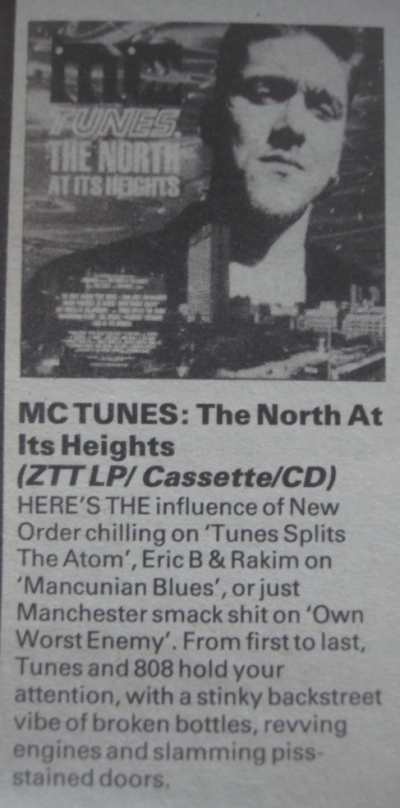 mc
TUNES.
THE NORTH
AT ITS HEIGHTS
MC TUNES: The North At
Its Heights
(ZTT LP/ Cassette/CD)
HERE'S THE influence of New
Order chilling on 'Tunes Splits
The Atom', Eric B & Rakim on
'Mancunian Blues', or just
Manchester smack shit on 'Own
Worst Enemy'. From first to last,
Tunes and 808 hold your
attention, with a stinky backstreet
vibe of broken bottles, revving
engines and slamming piss-
stained doors.